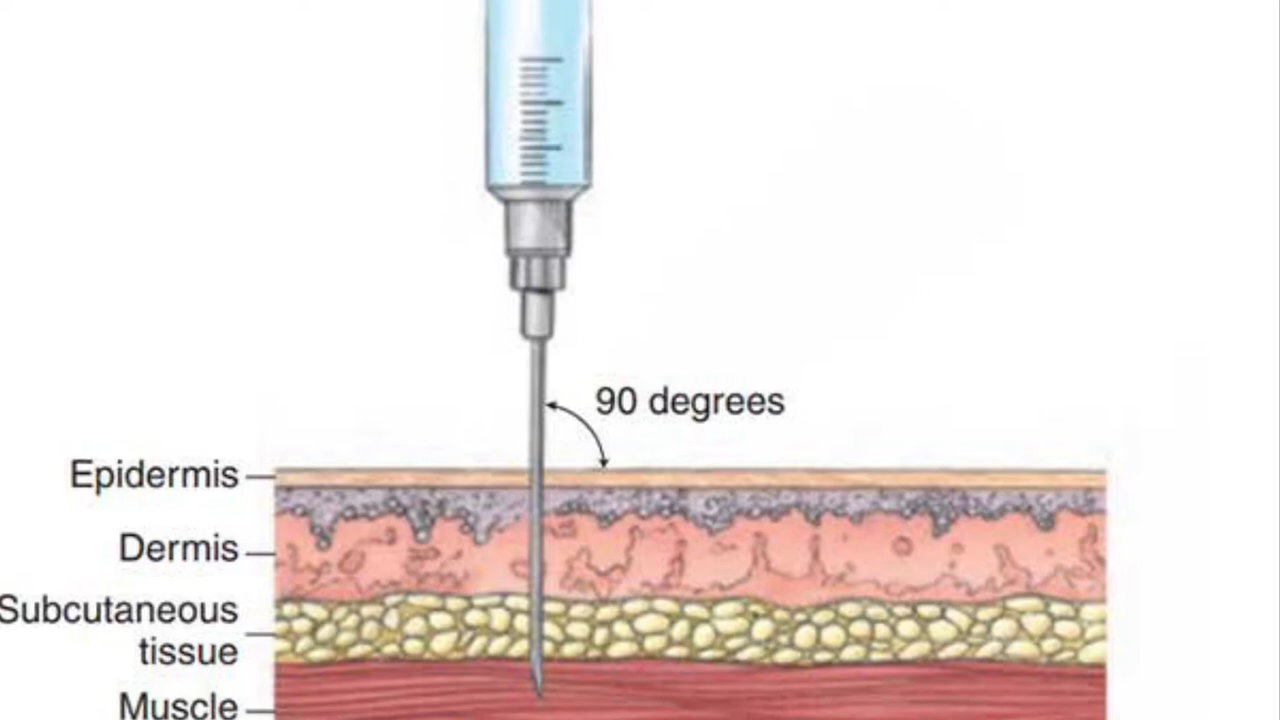 90 degrees
Epidermis
Dermis
Subcutaneous
tissue
Muscle